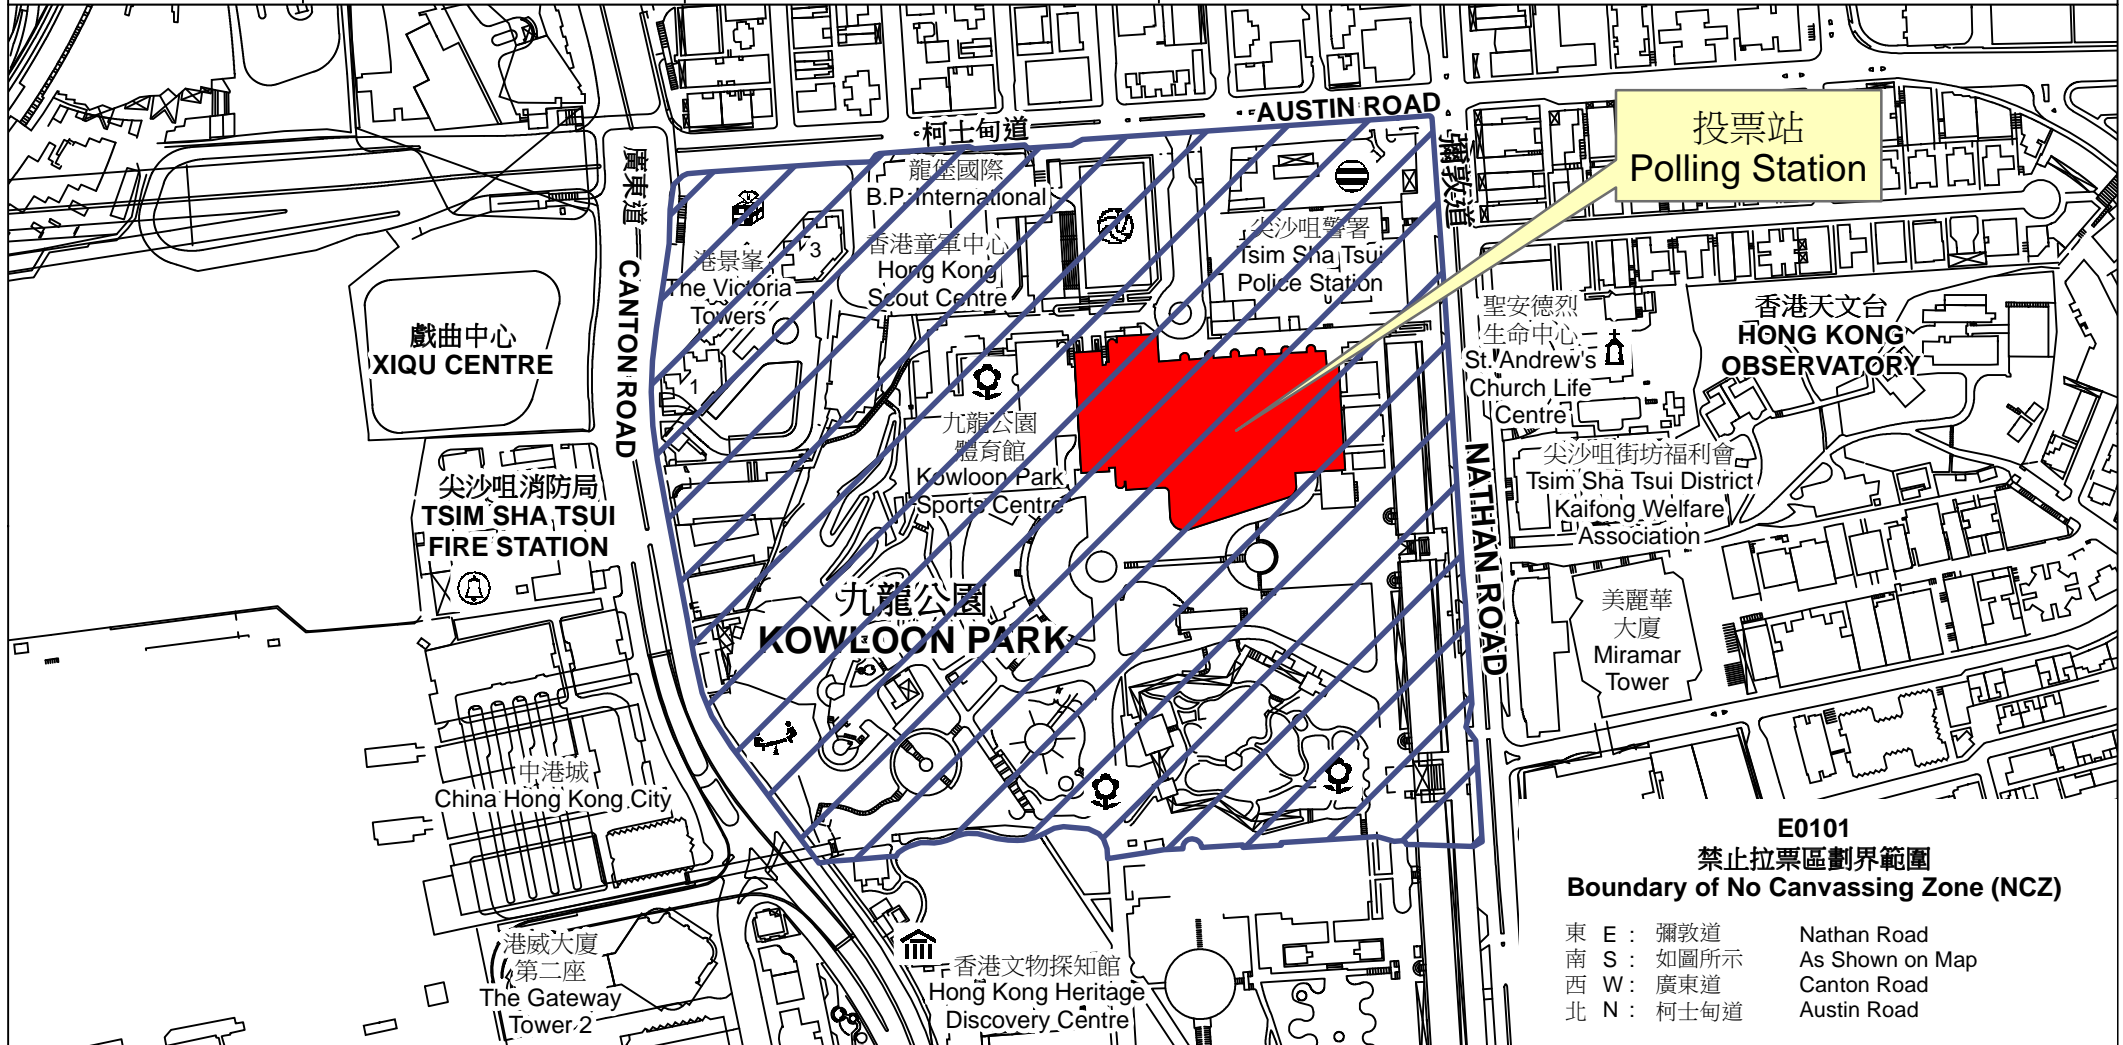 柯士甸道
AUSTIN ROAD
投票站
Polling Station
廣東道
CANTON ROAD
彌敦道
NATHAN ROAD
龍堡國際
B.P. International
港景峯
The Victoria
Towers
3
1
香港童軍中心
Hong Kong
Scout Centre
尖沙咀警署
Tsim Sha Tsui
Police Station
戲曲中心
XIQU CENTRE
聖安德烈
生命中心
St. Andrew's
Church Life
Centre
香港天文台
HONG KONG
OBSERVATORY
九龍公園
體育館
Kowloon Park
Sports Centre
尖沙咀街坊福利會
Tsim Sha Tsui District
Kaifong Welfare
Association
尖沙咀消防局
TSIM SHA TSUI
FIRE STATION
九龍公園
KOWLOON PARK
美麗華
大廈
Miramar
Tower
中港城
China Hong Kong City
港威大廈
第二座
The Gateway
Tower 2
香港文物探知館
Hong Kong Heritage
Discovery Centre
E0101
禁止拉票區劃界範圍
Boundary of No Canvassing Zone (NCZ)
東 E : 彌敦道 Nathan Road
南 S : 如圖所示 As Shown on Map
西 W : 廣東道 Canton Road
北 N : 柯士甸道 Austin Road